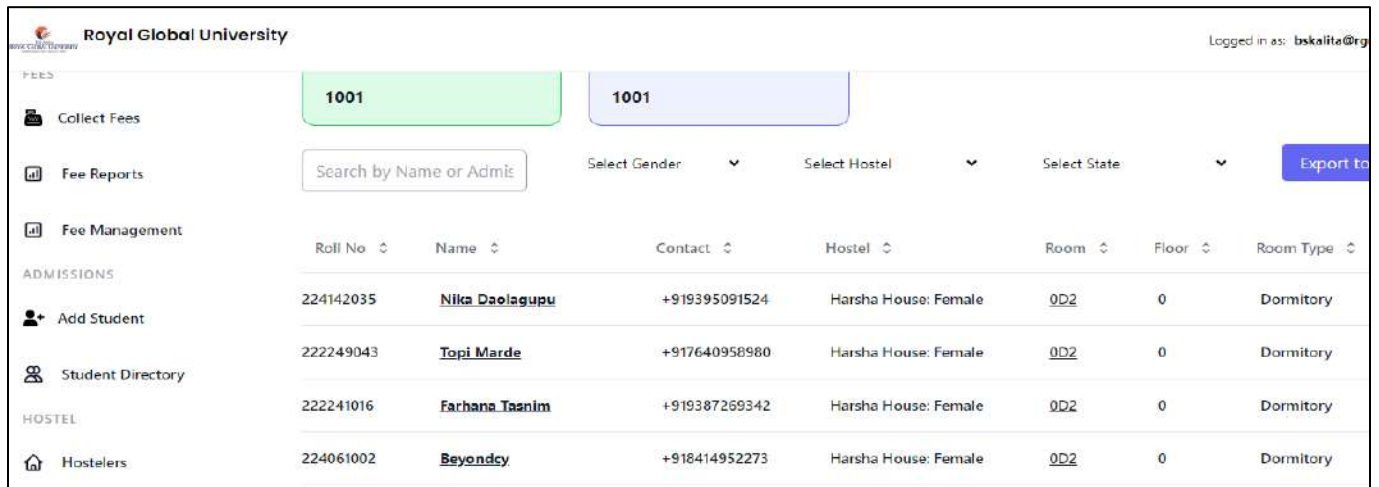 Royal Global University
Logged in as: bskalita@rg
FEES
Collect Fees
Fee Reports
Fee Management
ADMISSIONS
Add Student
Student Directory
HOSTEL
Hostelers
1001 1001
Search by Name or Admis Select Gender Select Hostel Select State Export to
Roll No Name Contact Hostel Room Floor Room Type
224142035 Nika Daolagupu +919395091524 Harsha House: Female 0D2 0 Dormitory
222249043 Topi Marde +917640958980 Harsha House: Female 0D2 0 Dormitory
222241016 Farhana Tasnim +919387269342 Harsha House: Female 0D2 0 Dormitory
224061002 Beyondcy +918414952273 Harsha House: Female 0D2 0 Dormitory